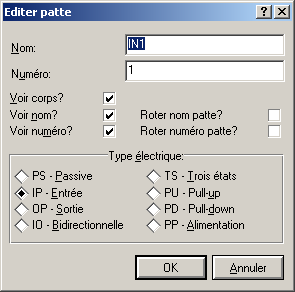 Editer patte
Nom: IN1
Numéro: 1
Voir corps?
Voir nom? Roter nom patte?
Voir numéro? Roter numéro patte?
Type électrique:
PS - Passive TS - Trois états
IP - Entrée PU - Pull-up
OP - Sortie PD - Pull-down
IO - Bidirectionnelle PP - Alimentation
OK Annuler